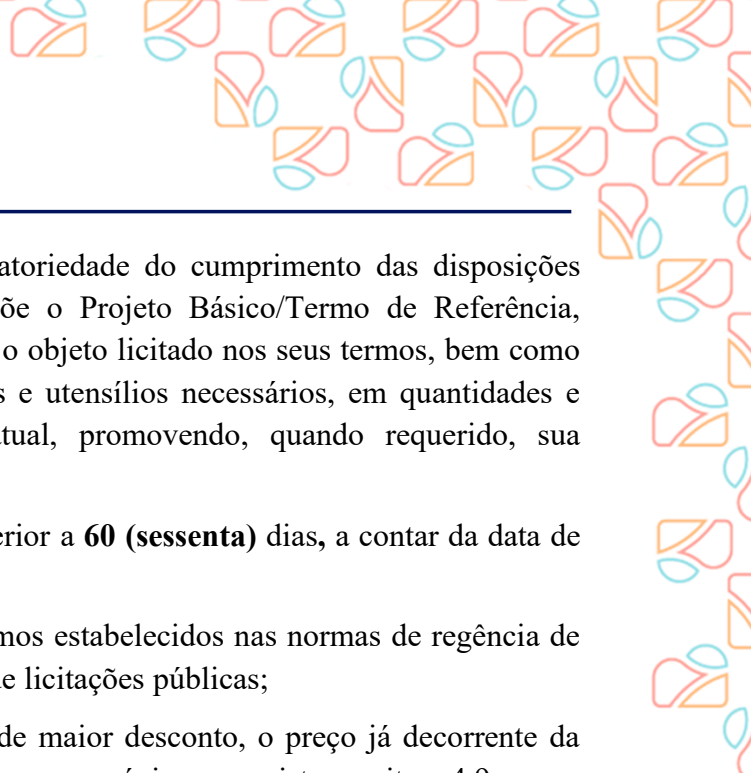 atoriedade do cumprimento das disposições
õe o Projeto Básico/Termo de Referência,
o objeto licitado nos seus termos, bem como
s e utensílios necessários, em quantidades e
tual, promovendo, quando requerido, sua
erior a 60 (sessenta) dias, a contar da data de
mos estabelecidos nas normas de regência de
e licitações públicas;
de maior desconto, o preço já decorrente da